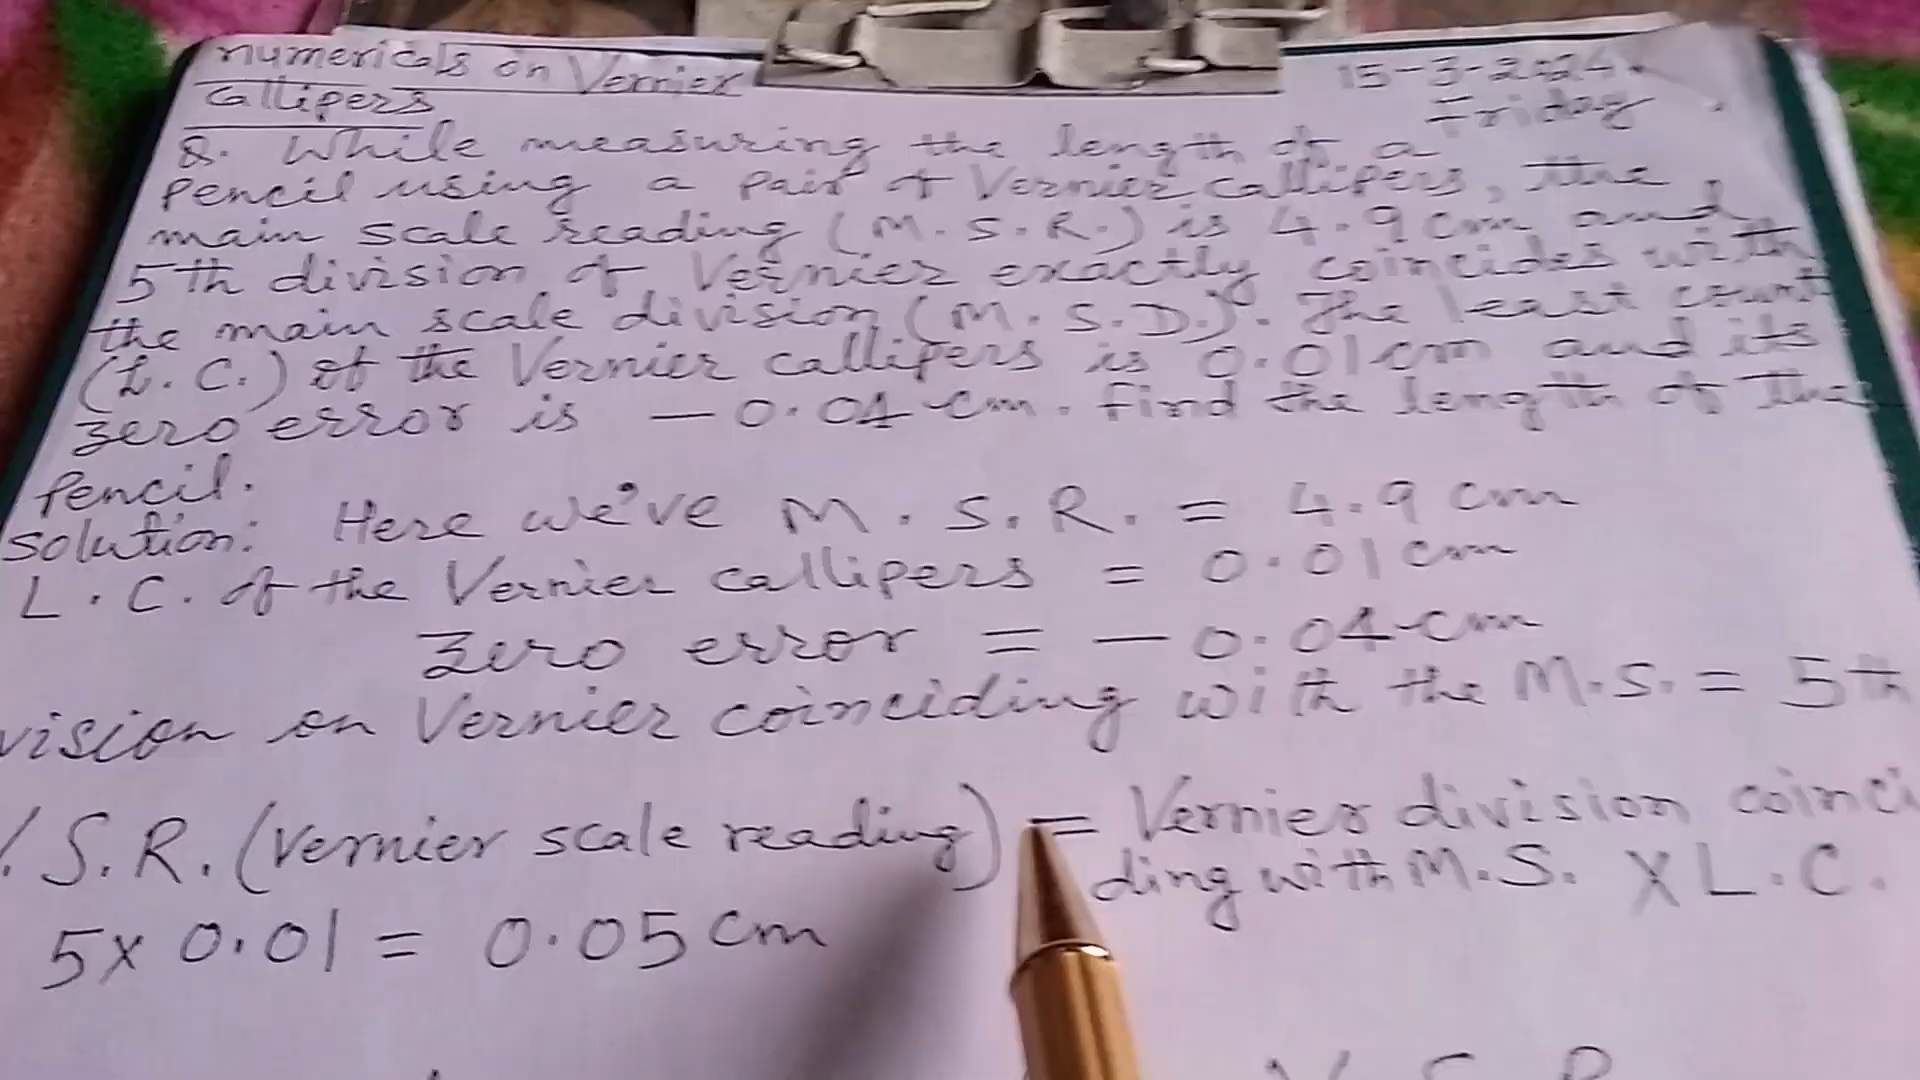 numericals on Vernier
Callipers
15-3-2024.
Friday
Q. While measuring the length of a
Pencil using a pair of Vernier Callipers, the
main scale reading (M.S.R.) is 4.9 cm and
5th division of Vernier exactly coincides with
the main scale division (M.S.D.). The least count
(L.C.) of the Vernier callipers is 0.01 cm and its
zero error is -0.04 cm. Find the length of the
Pencil.
Solution: Here we've M.S.R. = 4.9 cm
L.C. of the Vernier callipers = 0.01 cm
Zero error = -0.04 cm
vision on Vernier coinciding with the M.S. = 5th
V.S.R. (Vernier scale reading) = Vernier division coinci
ding with M.S. X L.C.
5x 0.01 = 0.05 cm
V.S.R